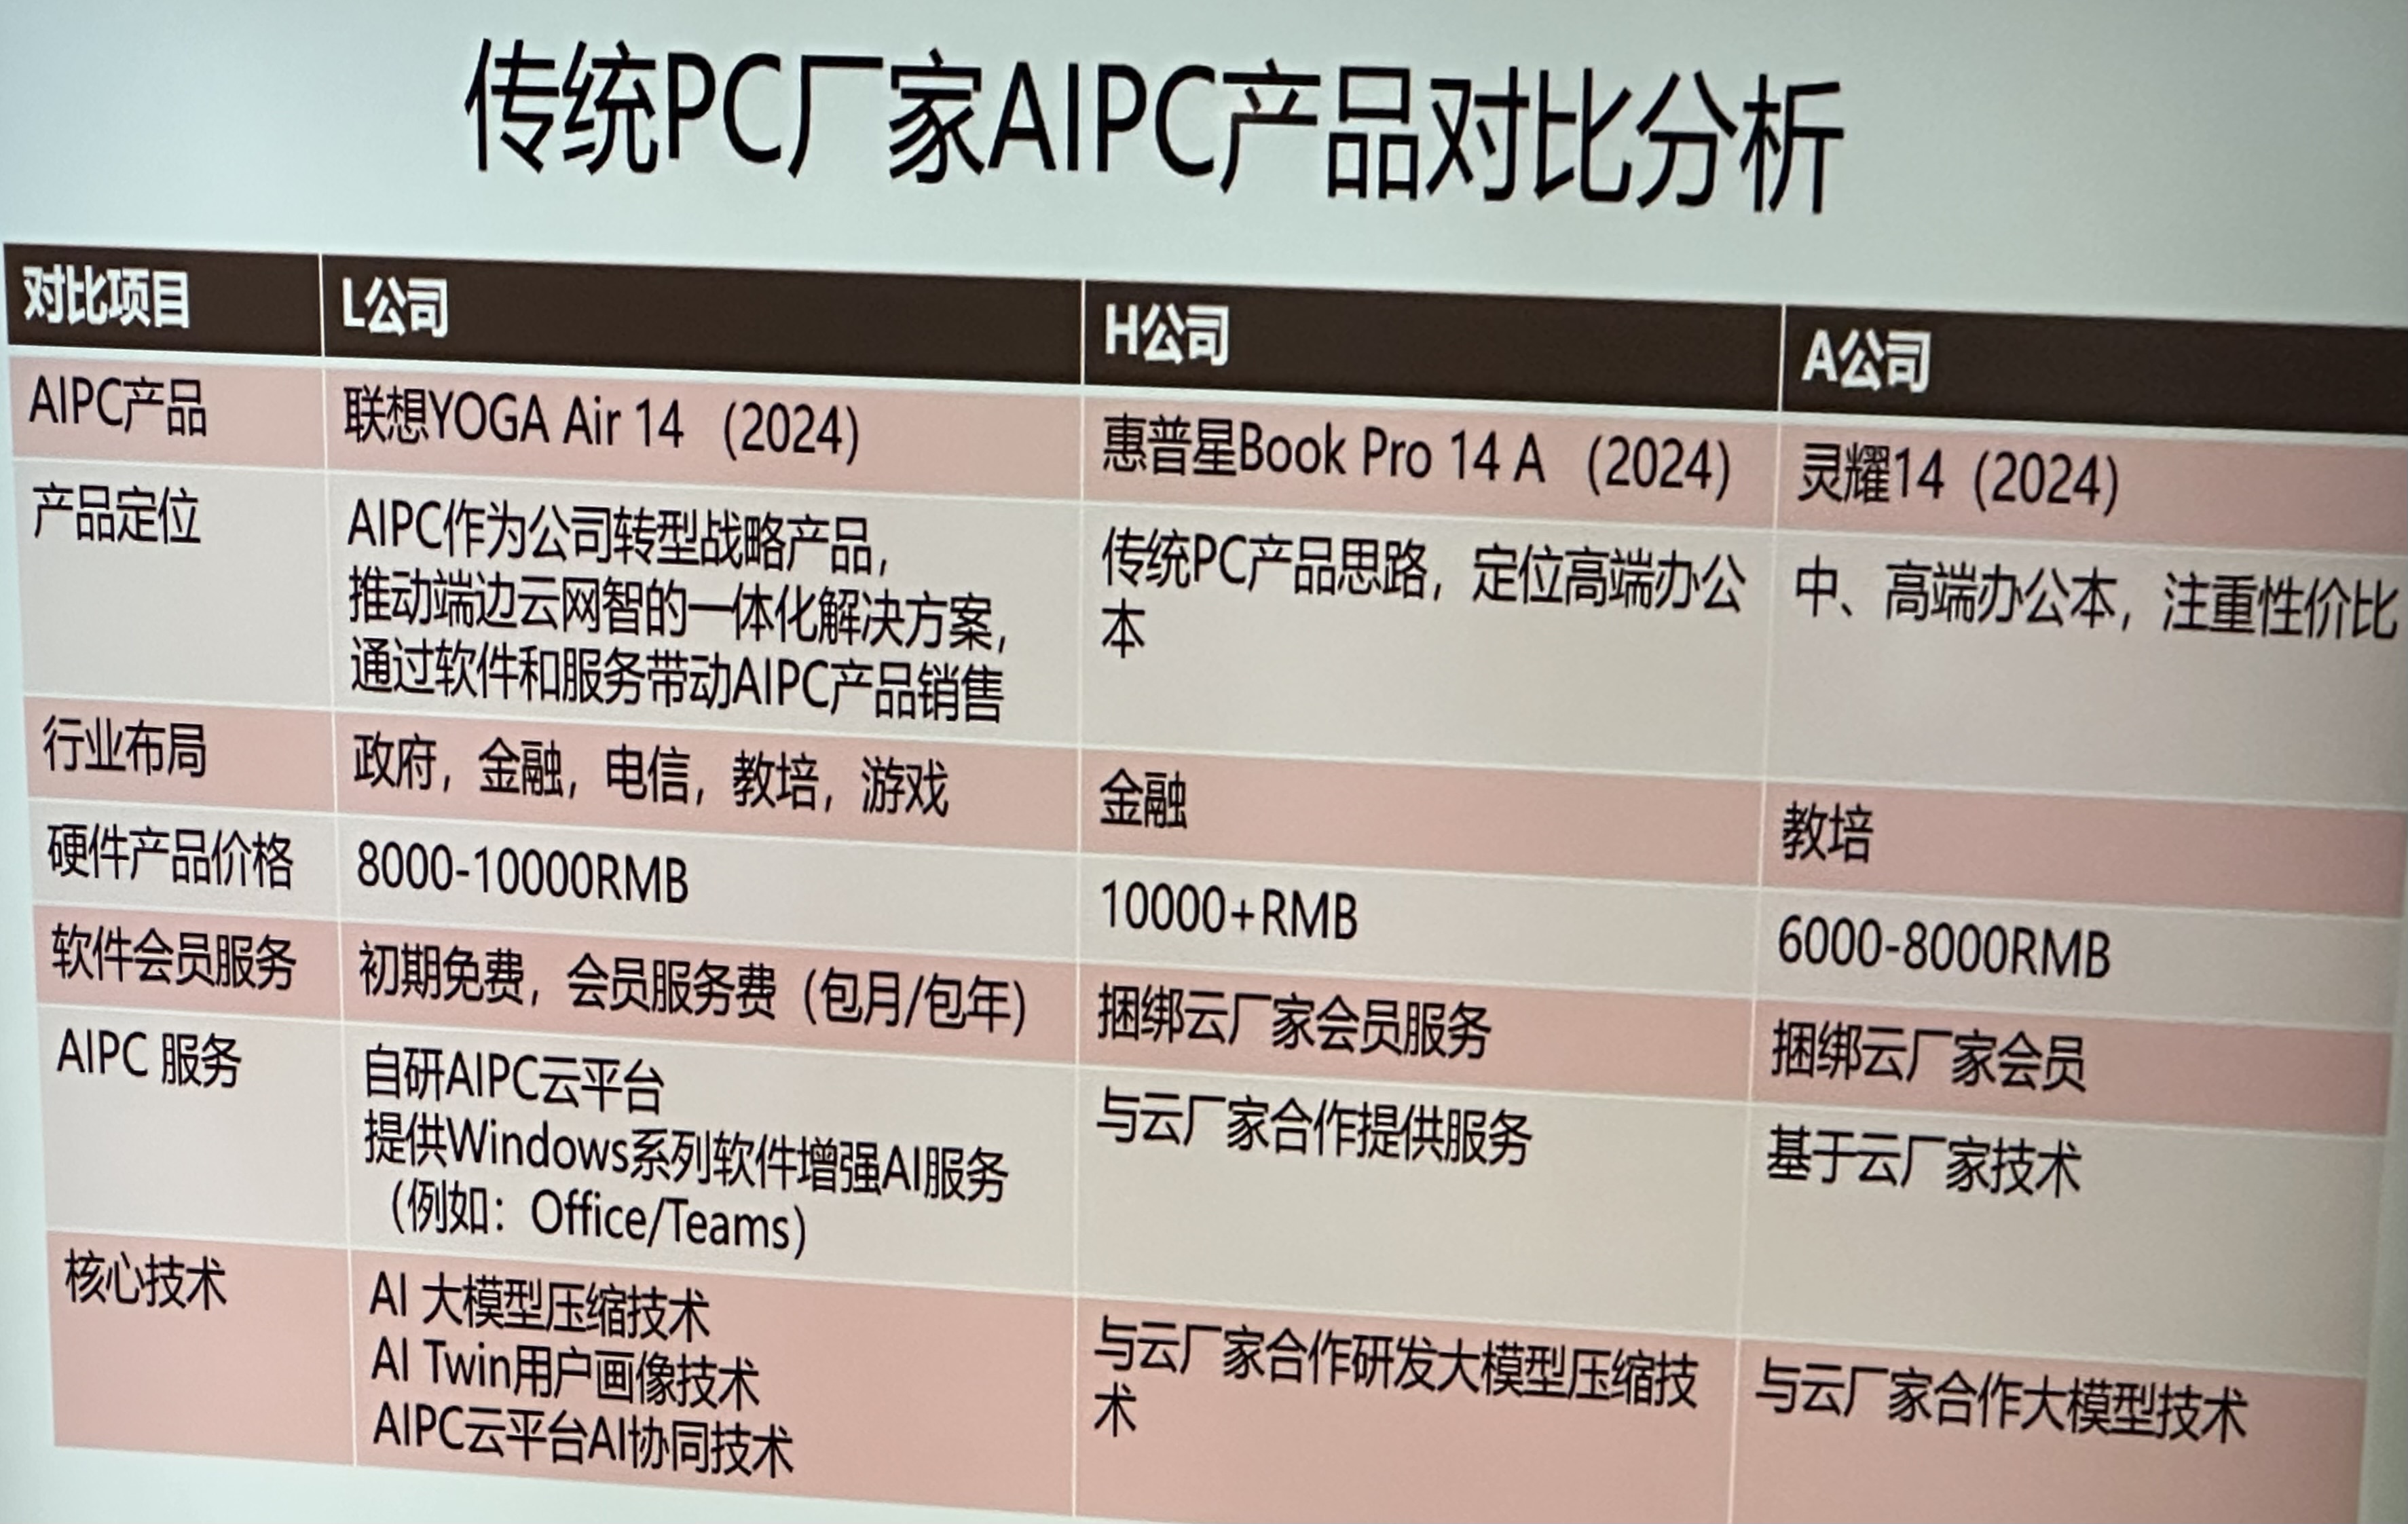 传统PC厂家AIPC产品对比分析
对比项目 L公司 H公司 A公司
AIPC产品 联想YOGA Air 14 （2024） 惠普星Book Pro 14 A （2024） 灵耀14（2024）
产品定位 AIPC作为公司转型战略产品，
推动端边云网智的一体化解决方案，
通过软件和服务带动AIPC产品销售
传统PC产品思路，定位高端办公
本
中、高端办公本，注重性价比
行业布局 政府，金融，电信，教培，游戏 金融 教培
硬件产品价格 8000-10000RMB 10000+RMB 6000-8000RMB
软件会员服务 初期免费，会员服务费（包月/包年） 捆绑云厂家会员服务 捆绑云厂家会员
AIPC 服务 自研AIPC云平台
提供Windows系列软件增强AI服务
（例如：Office/Teams）
与云厂家合作提供服务
基于云厂家技术
核心技术 AI 大模型压缩技术
AI Twin用户画像技术
AIPC云平台AI协同技术
与云厂家合作研发大模型压缩技
术
与云厂家合作大模型技术